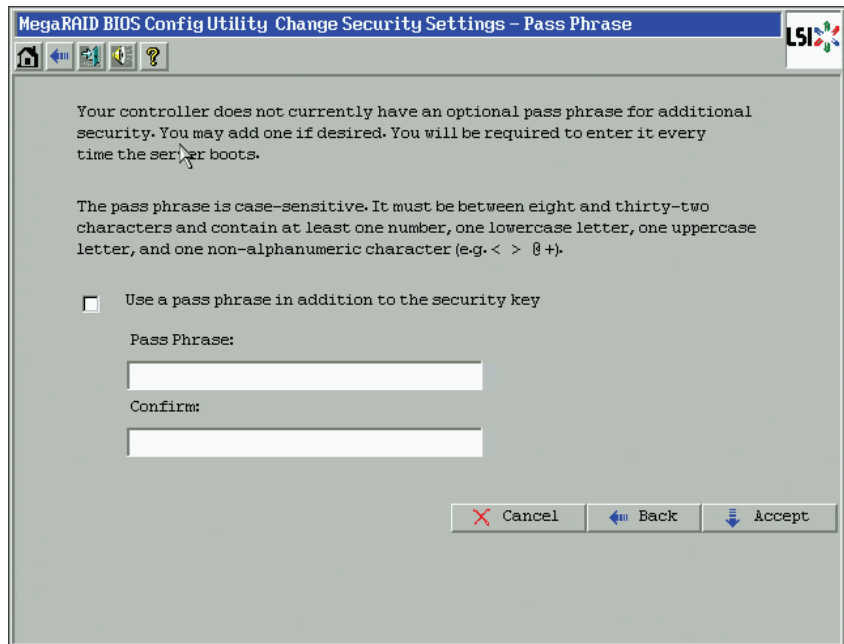 MegaRAID BIOS Config Utility Change Security Settings - Pass Phrase
LSI
?
Your controller does not currently have an optional pass phrase for additional
security. You may add one if desired. You will be required to enter it every
time the server boots.
The pass phrase is case-sensitive. It must be between eight and thirty-two
characters and contain at least one number, one lowercase letter, one uppercase
letter, and one non-alphanumeric character (e.g. < > @ +).
Use a pass phrase in addition to the security key
Pass Phrase:
Confirm:
Cancel
Back
Accept